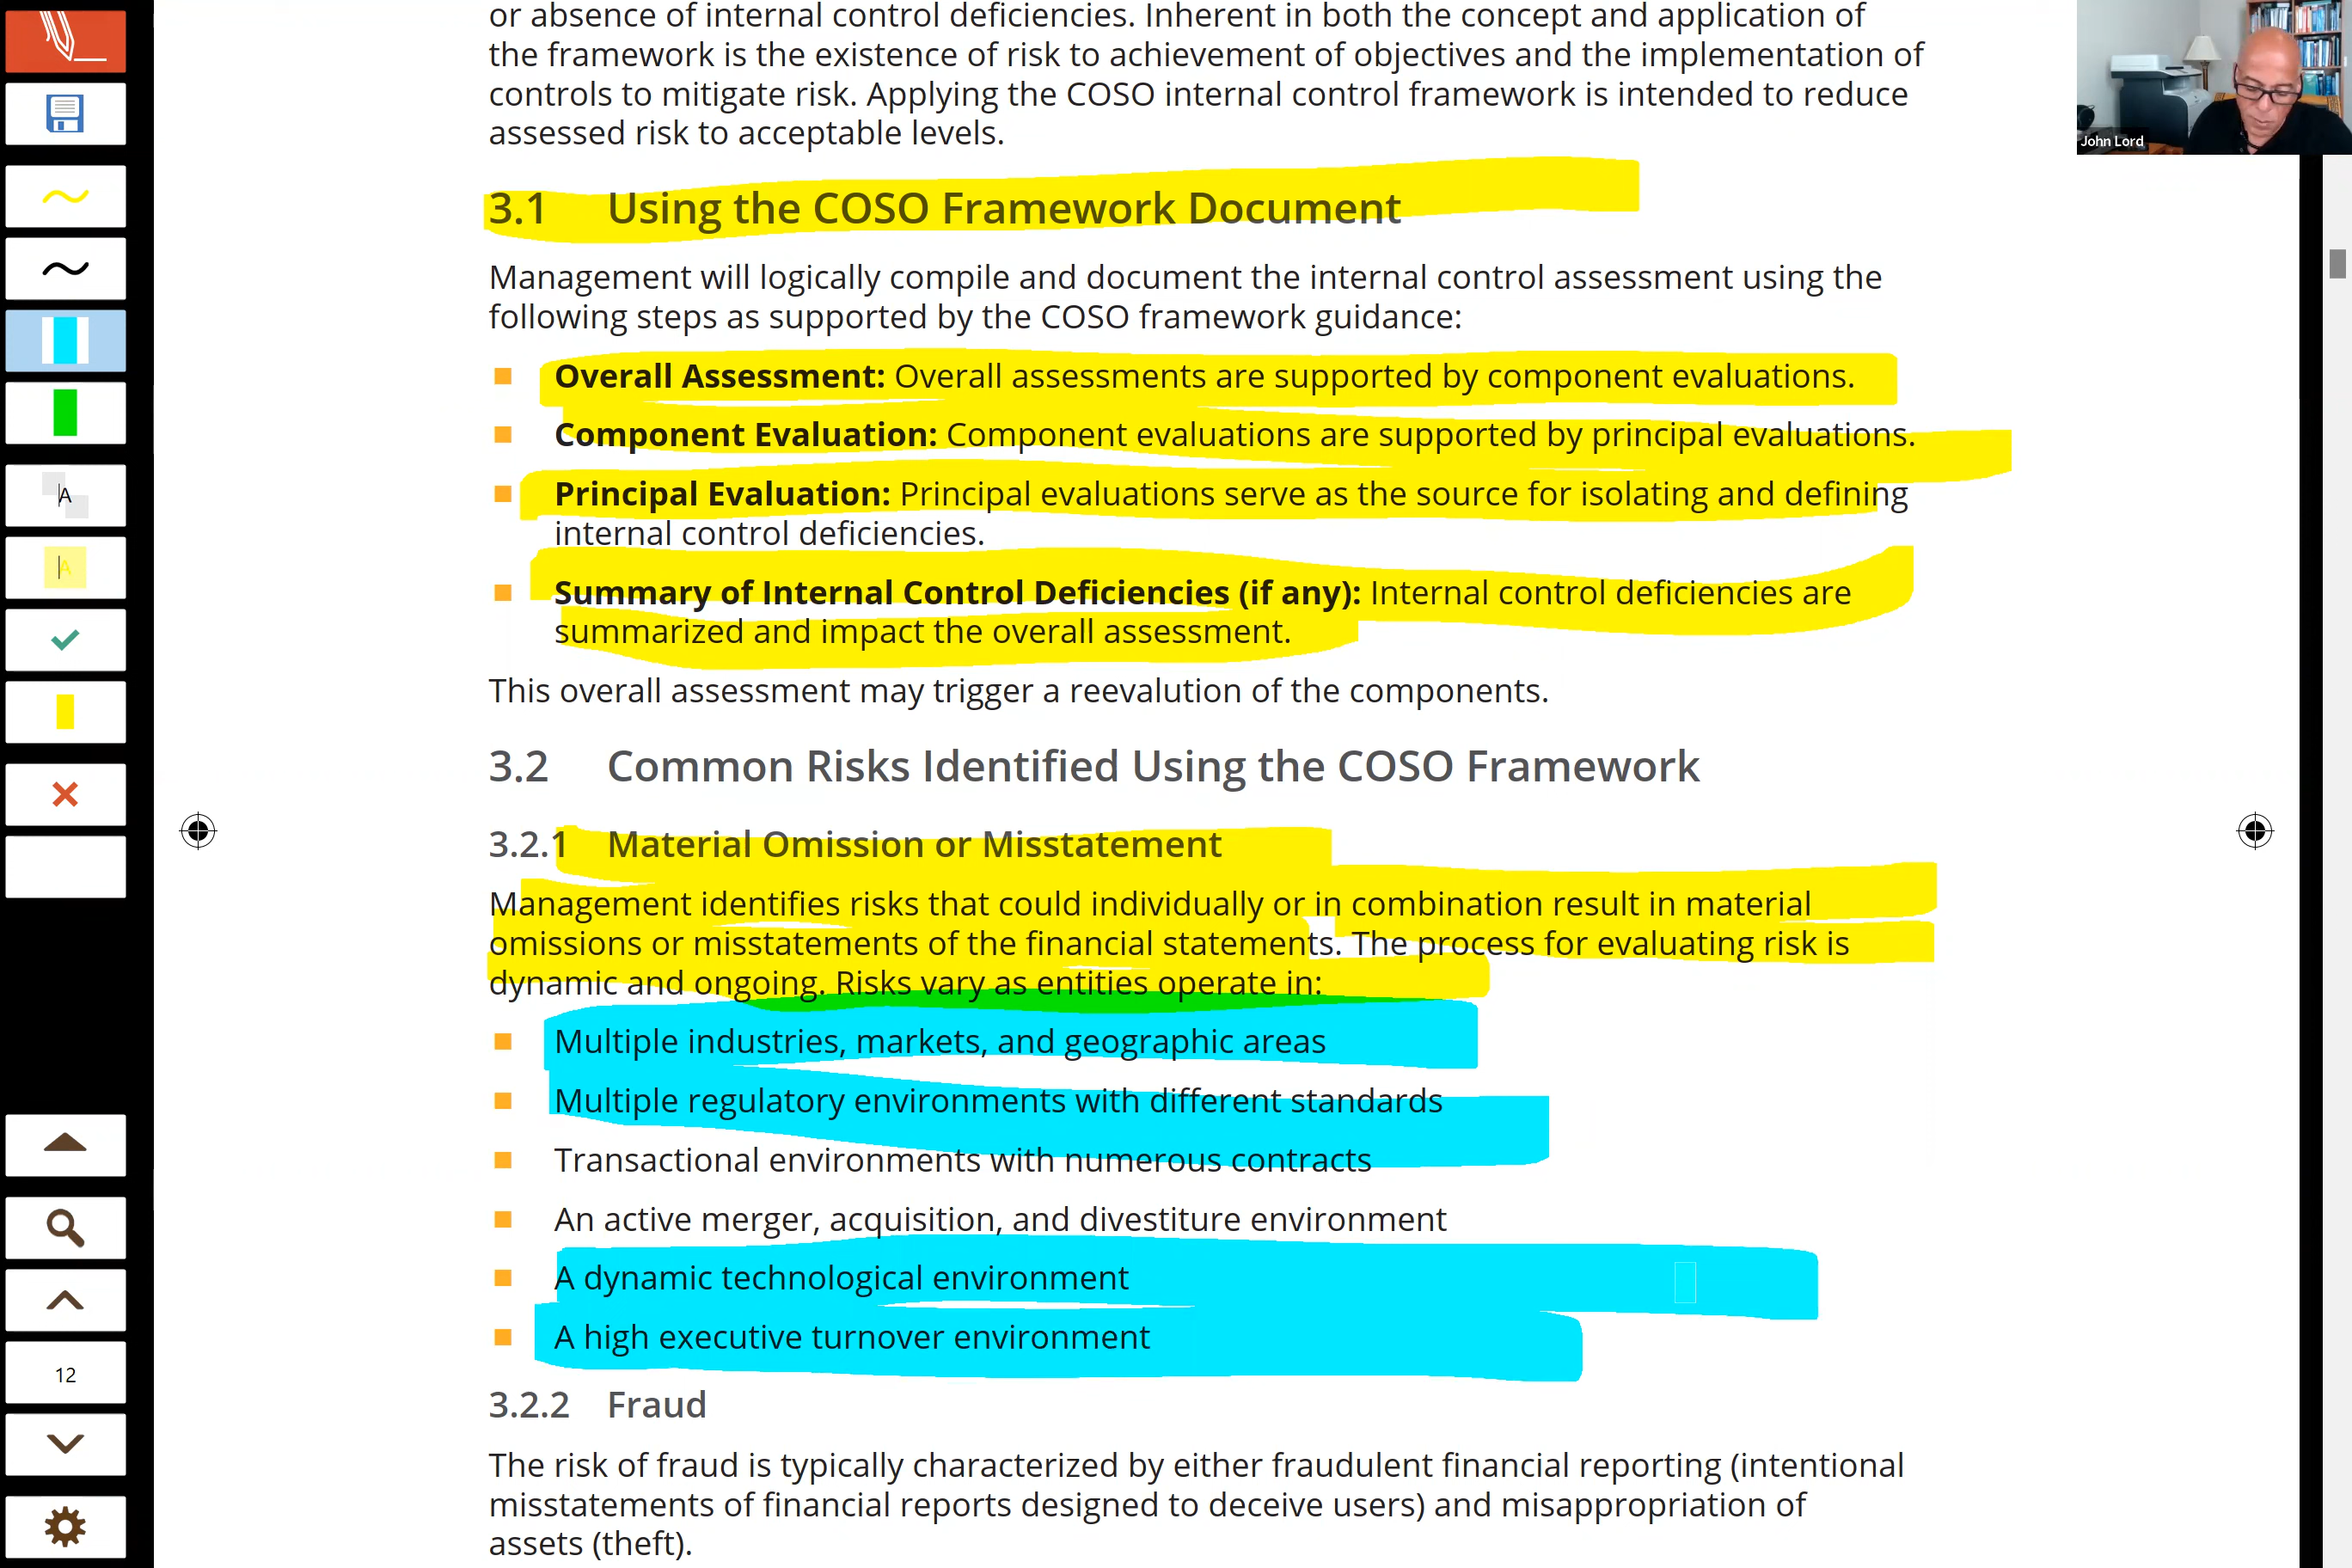 or absence of internal control deficiencies. Inherent in both the concept and application of
the framework is the existence of risk to achievement of objectives and the implementation of
controls to mitigate risk. Applying the COSO internal control framework is intended to reduce
assessed risk to acceptable levels.
John Lord
3.1 Using the COSO Framework Document
Management will logically compile and document the internal control assessment using the
following steps as supported by the COSO framework guidance:
Overall Assessment: Overall assessments are supported by component evaluations.
Component Evaluation: Component evaluations are supported by principal evaluations.
Principal Evaluation: Principal evaluations serve as the source for isolating and defining
internal control deficiencies.
Summary of Internal Control Deficiencies (if any): Internal control deficiencies are
summarized and impact the overall assessment.
This overall assessment may trigger a reevalution of the components.
3.2 Common Risks Identified Using the COSO Framework
3.2.1 Material Omission or Misstatement
Management identifies risks that could individually or in combination result in material
omissions or misstatements of the financial statements. The process for evaluating risk is
dynamic and ongoing. Risks vary as entities operate in:
Multiple industries, markets, and geographic areas
Multiple regulatory environments with different standards
Transactional environments with numerous contracts
An active merger, acquisition, and divestiture environment
A dynamic technological environment
A high executive turnover environment
3.2.2 Fraud
The risk of fraud is typically characterized by either fraudulent financial reporting (intentional
misstatements of financial reports designed to deceive users) and misappropriation of
assets (theft).
A
A
12